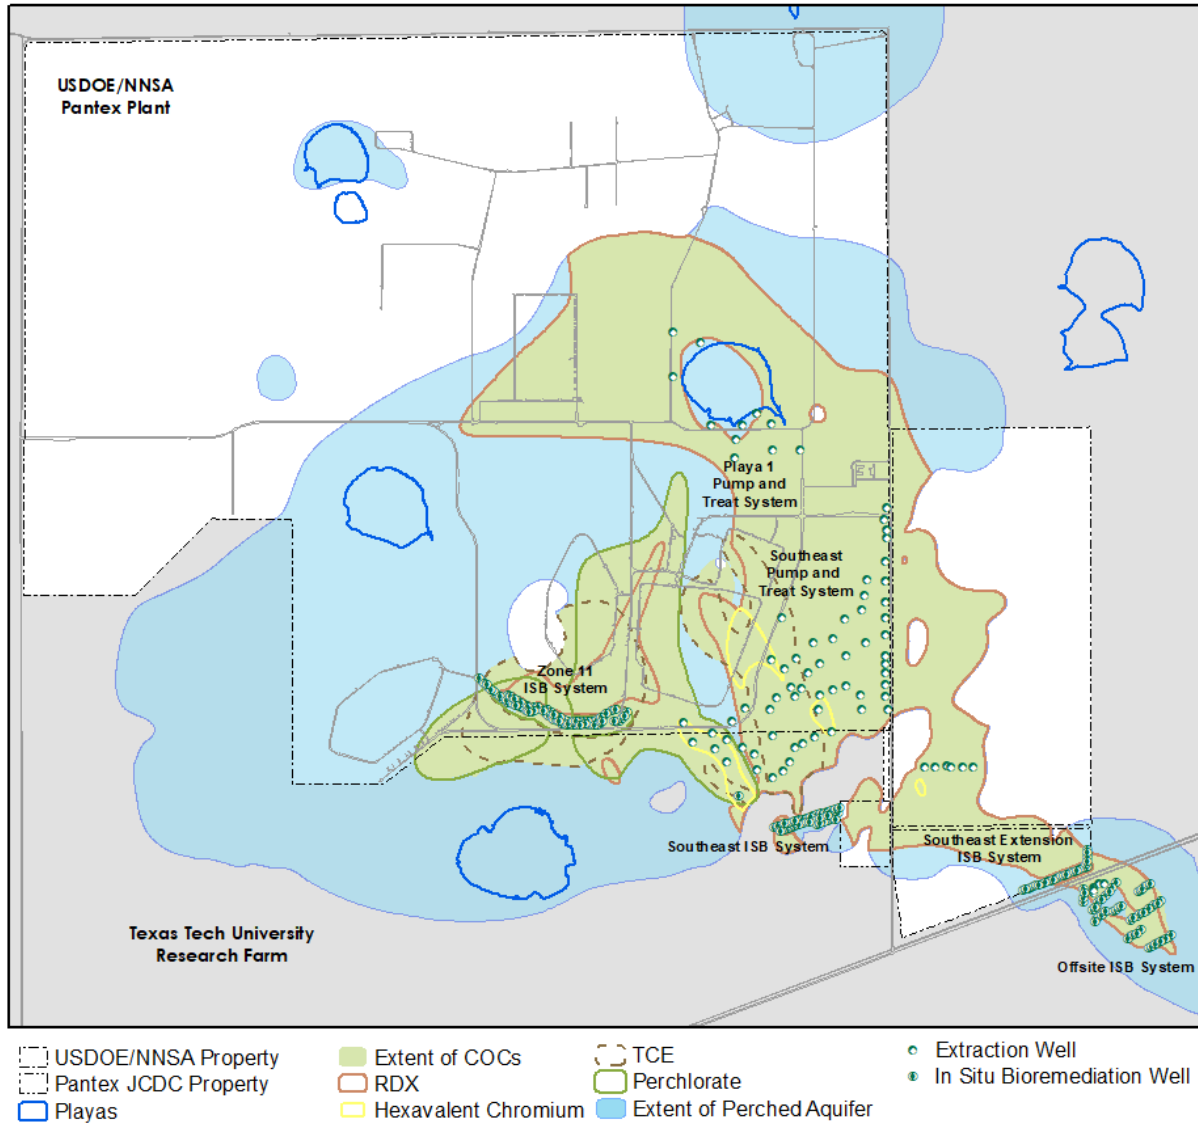 USDOE/NNSA
Pantex Plant
Playa 1
Pump and
Treat System
Southeast
Pump and
Treat System
Zone 11
ISB System
Southeast ISB System
Southeast Extension
ISB System
Texas Tech University
Research Farm
Offsite ISB System
USDOE/NNSA Property
Pantex JCDC Property
Playas
Extent of COCs
RDX
Hexavalent Chromium
TCE
Perchlorate
Extent of Perched Aquifer
Extraction Well
In Situ Bioremediation Well